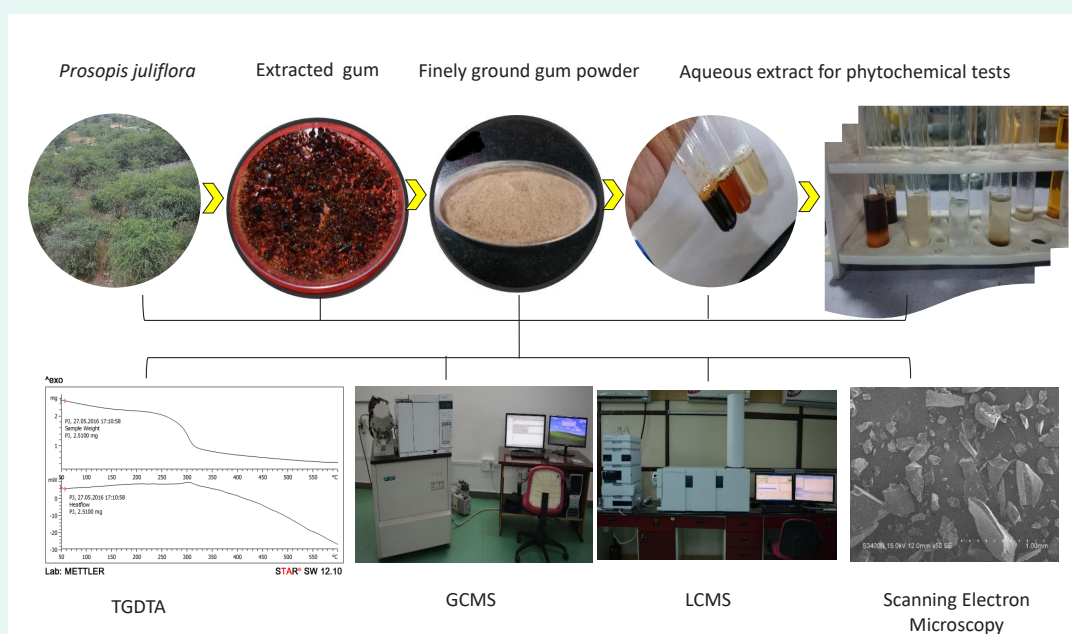 Prosopis juliflora
Extracted gum
Finely ground gum powder
Aqueous extract for phytochemical tests
^exo
mg
2
1
PJ, 27.05.2016 17:10:58
Sample Weight
PJ, 2.5100 mg
50 100 150 200 250 300 350 400 450 500 550 °C
mW
0
-10
-20
-30
PJ, 27.05.2016 17:10:58
Heatflow
PJ, 2.5100 mg
50 100 150 200 250 300 350 400 450 500 550 °C
Lab: METTLER
STARe SW 12.10
S3400N 15.0kV 12.0mm x50 SE
1.00mm
TGDTA
GCMS
LCMS
Scanning Electron
Microscopy